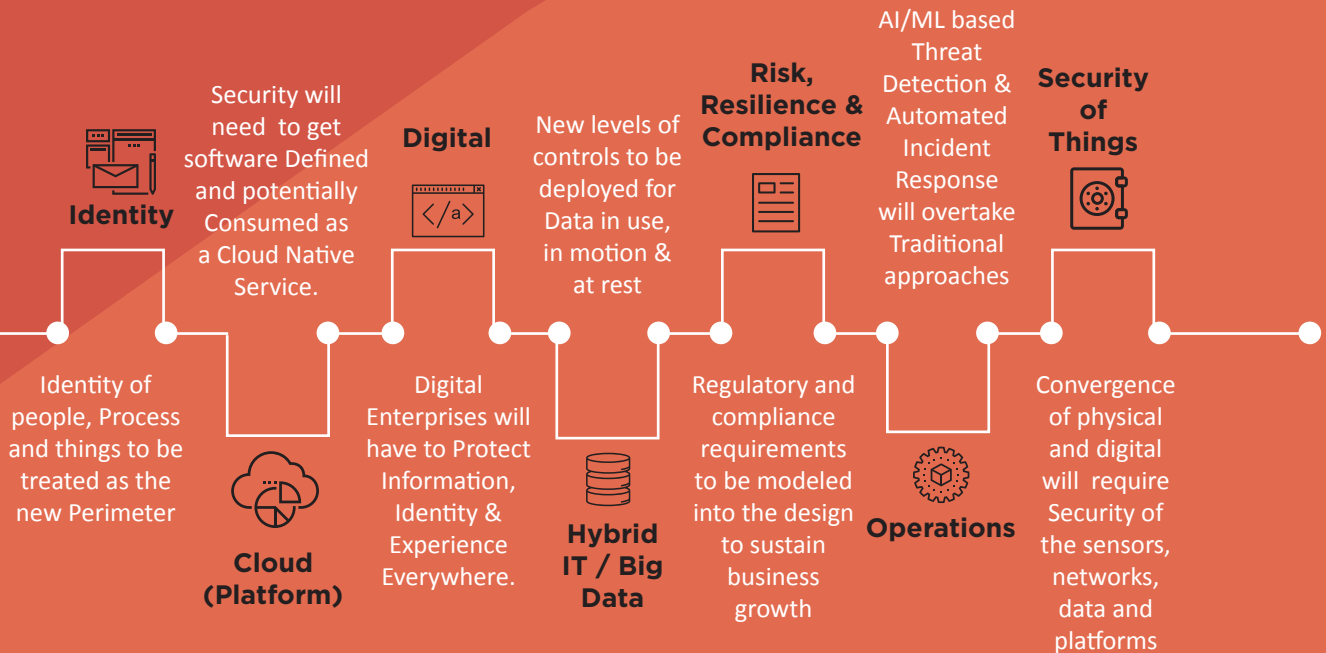 Identity
Identity of
people, Process
and things to be
treated as the
new Perimeter
Security will
need to get
software Defined
and potentially
Consumed as
a Cloud Native
Service.
Cloud
(Platform)
Digital
</a>
Digital
Enterprises will
have to Protect
Information,
Identity &
Experience
Everywhere.
New levels of
controls to be
deployed for
Data in use,
in motion &
at rest
Hybrid
IT / Big
Data
Risk,
Resilience &
Compliance
Regulatory and
compliance
requirements
to be modeled
into the design
to sustain
business
growth
AI/ML based
Threat
Detection &
Automated
Incident
Response
will overtake
Traditional
approaches
Operations
Security
of
Things
Convergence
of physical
and digital
will require
Security of
the sensors,
networks,
data and
platforms